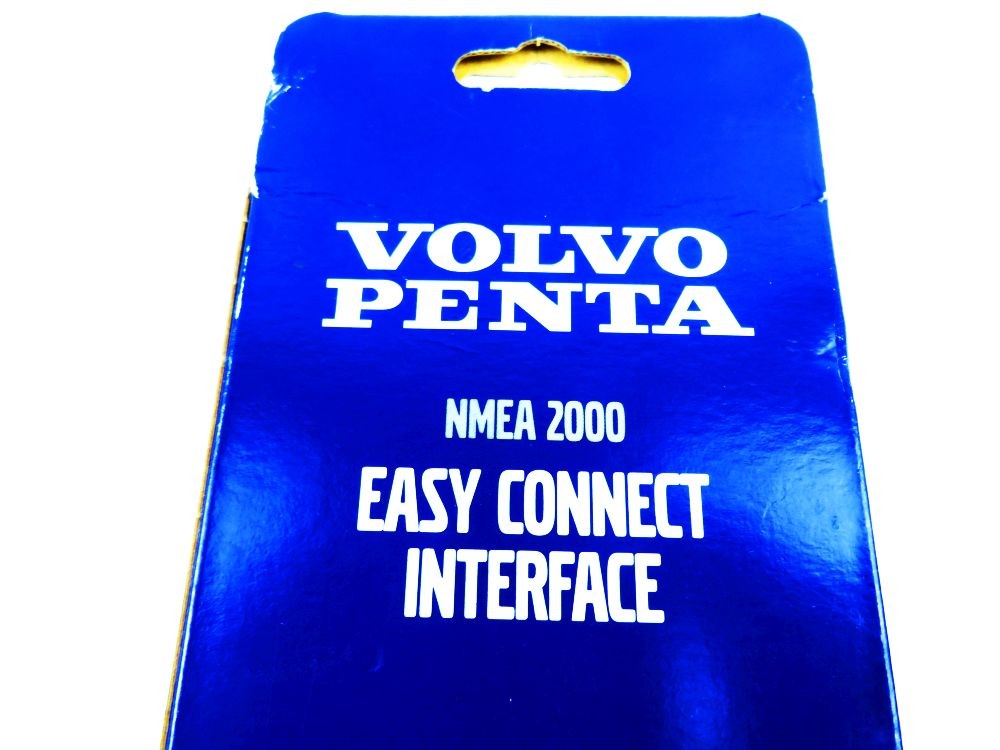 VOLVO
PENTA
NMEA 2000
EASY CONNECT
INTERFACE